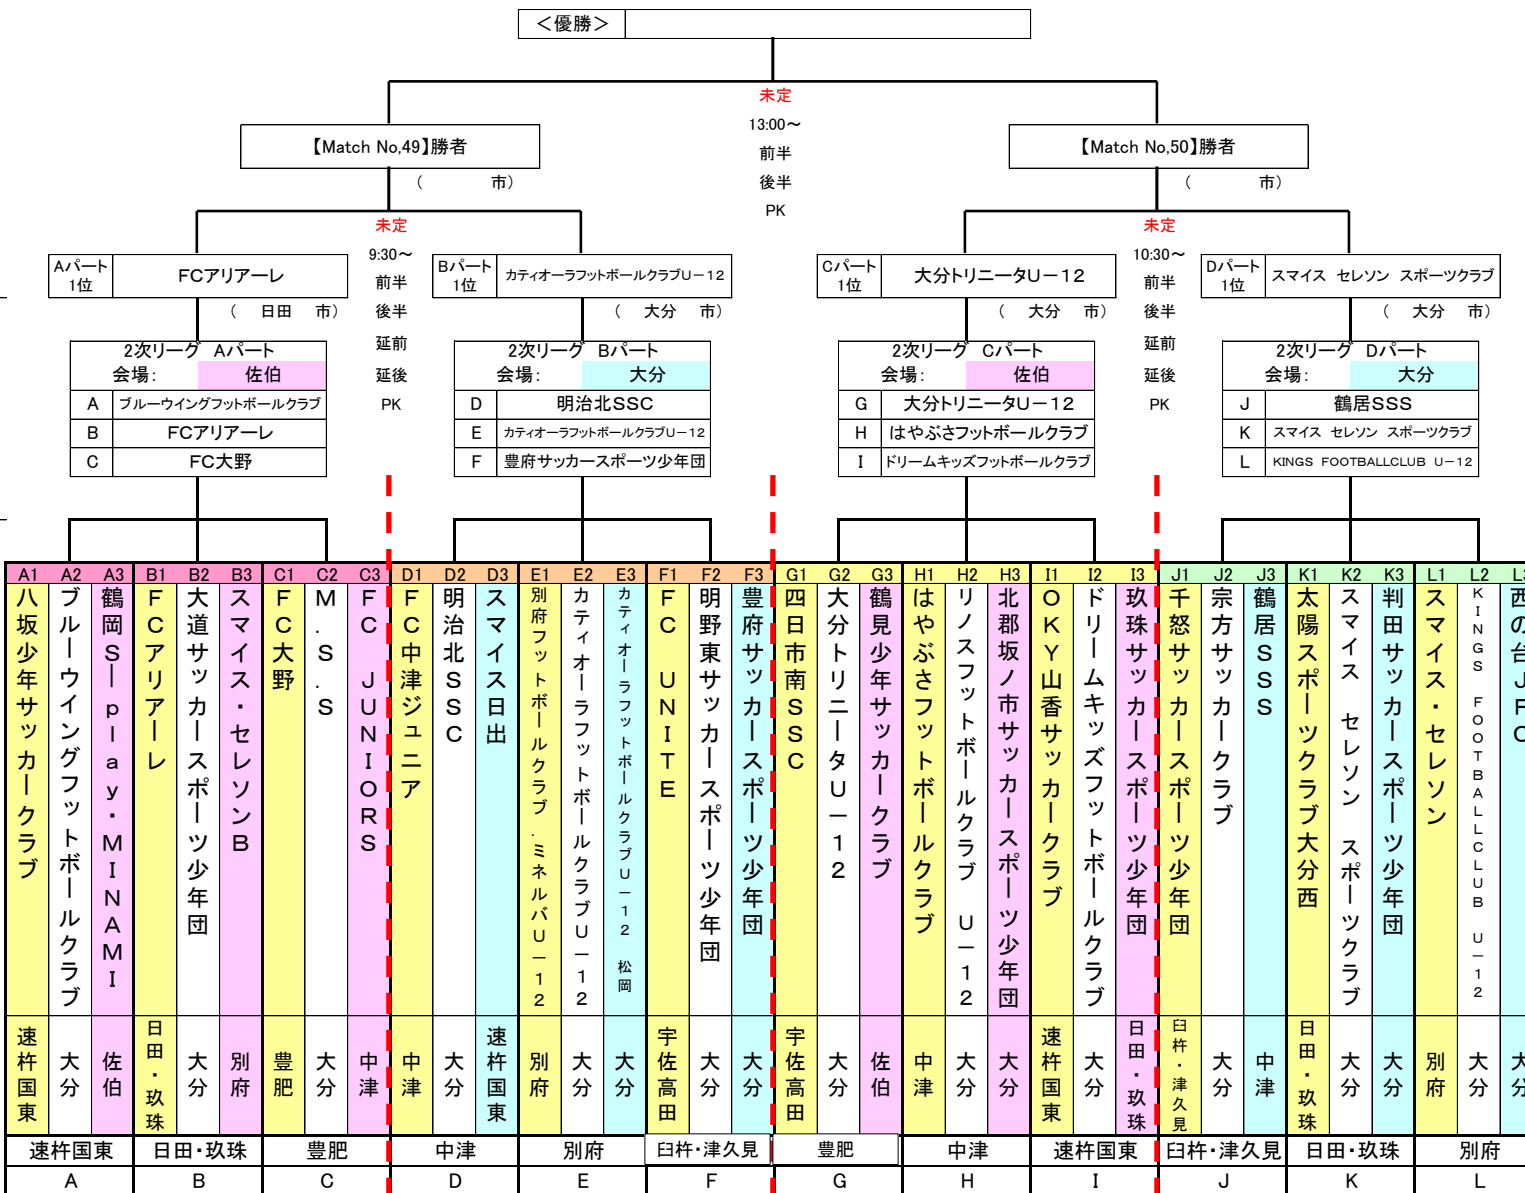 ＜優勝＞
未定
13:00～
前半
後半
PK
【Match No,49】勝者
（　　　市）
【Match No,50】勝者
（　　　市）
未定
9:30～
前半
後半
延前
延後
PK
未定
10:30～
前半
後半
延前
延後
PK
Aパート 1位
FCアリアーレ
（　日田　市）
Bパート 1位
カティオーラフットボールクラブU－12
（　大分　市）
Cパート 1位
大分トリニータU－12
（　大分　市）
Dパート 1位
スマイス セレソン スポーツクラブ
（　大分　市）
2次リーグ Aパート
会場： 佐伯
A ブルーウイングフットボールクラブ
B FCアリアーレ
C FC大野
2次リーグ Bパート
会場： 大分
D 明治北SSC
E カティオーラフットボールクラブU－12
F 豊府サッカースポーツ少年団
2次リーグ Cパート
会場： 佐伯
G 大分トリニータU－12
H はやぶさフットボールクラブ
I ドリームキッズフットボールクラブ
2次リーグ Dパート
会場： 大分
J 鶴居SSS
K スマイス セレソン スポーツクラブ
L KINGS FOOTBALLCLUB U－12
A1 八坂少年サッカークラブ 速杵国東
A2 ブルーウイングフットボールクラブ 大分
A3 鶴岡S－play・MINAMI 佐伯
B1 FCアリアーレ 日田・玖珠
B2 大道サッカースポーツ少年団 大分
B3 スマイス・セレソンB 別府
C1 FC大野 豊肥
C2 M.S.S 大分
C3 FC JUNIORS 中津
D1 FC中津ジュニア 中津
D2 明治北SSC 大分
D3 スマイス日出 速杵国東
E1 別府フットボールクラブ．ミネルバU－12 別府
E2 カティオーラフットボールクラブU－12 大分
E3 カティオーラフットボールクラブU－12 松岡 大分
F1 FC UNITE 宇佐高田
F2 明野東サッカースポーツ少年団 大分
F3 豊府サッカースポーツ少年団 大分
G1 四日市南SSC 宇佐高田
G2 大分トリニータU－12 大分
G3 鶴見少年サッカークラブ 佐伯
H1 はやぶさフットボールクラブ 中津
H2 リノスフットボールクラブ U－12 大分
H3 北郡坂ノ市サッカースポーツ少年団 大分
I1 OKY山香サッカークラブ 速杵国東
I2 ドリームキッズフットボールクラブ 大分
I3 玖珠サッカースポーツ少年団 日田・玖珠
J1 千怒サッカースポーツ少年団 臼杵・津久見
J2 宗方サッカークラブ 大分
J3 鶴居SSS 中津
K1 太陽スポーツクラブ大分西 日田・玖珠
K2 スマイス セレソン スポーツクラブ 大分
K3 判田サッカースポーツ少年団 大分
L1 スマイス・セレソン 別府
L2 KINGS FOOTBALLCLUB U－12 大分
L3 西の台JFC 大分
速杵国東 日田・玖珠 豊肥 中津 別府 臼杵・津久見 豊肥 中津 速杵国東 臼杵・津久見 日田・玖珠 別府
A B C D E F G H I J K L